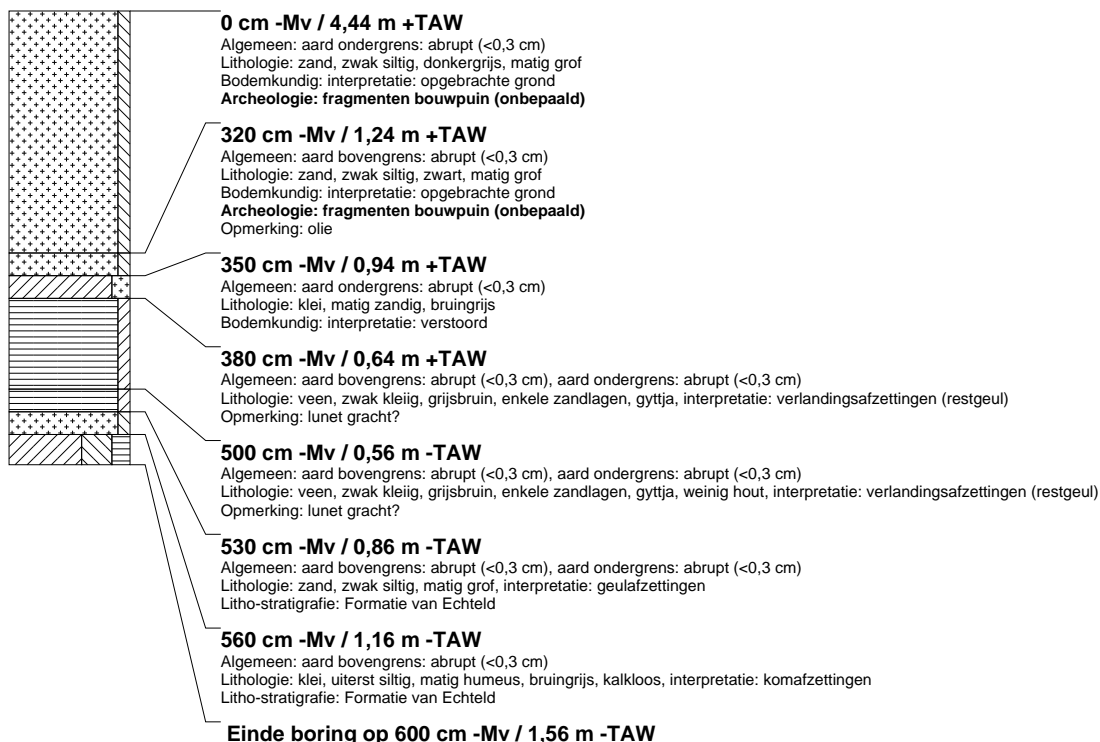 0 cm -Mv / 4,44 m +TAW
Algemeen: aard ondergrens: abrupt (<0,3 cm)
Lithologie: zand, zwak siltig, donkergrijs, matig grof
Bodemkundig: interpretatie: opgebrachte grond
Archeologie: fragmenten bouwpuin (onbepaald)
320 cm -Mv / 1,24 m +TAW
Algemeen: aard bovengrens: abrupt (<0,3 cm)
Lithologie: zand, zwak siltig, zwart, matig grof
Bodemkundig: interpretatie: opgebrachte grond
Archeologie: fragmenten bouwpuin (onbepaald)
Opmerking: olie
350 cm -Mv / 0,94 m +TAW
Algemeen: aard ondergrens: abrupt (<0,3 cm)
Lithologie: klei, matig zandig, bruingrijs
Bodemkundig: interpretatie: verstoord
380 cm -Mv / 0,64 m +TAW
Algemeen: aard bovengrens: abrupt (<0,3 cm), aard ondergrens: abrupt (<0,3 cm)
Lithologie: veen, zwak kleiig, grijsbruin, enkele zandlagen, gyttja, interpretatie: verlandingsafzettingen (restgeul)
Opmerking: lunet gracht?
500 cm -Mv / 0,56 m -TAW
Algemeen: aard bovengrens: abrupt (<0,3 cm), aard ondergrens: abrupt (<0,3 cm)
Lithologie: veen, zwak kleiig, grijsbruin, enkele zandlagen, gyttja, weinig hout, interpretatie: verlandingsafzettingen (restgeul)
Opmerking: lunet gracht?
530 cm -Mv / 0,86 m -TAW
Algemeen: aard bovengrens: abrupt (<0,3 cm), aard ondergrens: abrupt (<0,3 cm)
Lithologie: zand, zwak siltig, matig grof, interpretatie: geulafzettingen
Litho-stratigrafie: Formatie van Echteld
560 cm -Mv / 1,16 m -TAW
Algemeen: aard bovengrens: abrupt (<0,3 cm)
Lithologie: klei, uiterst siltig, matig humeus, bruingrijs, kalkloos, interpretatie: komafzettingen
Litho-stratigrafie: Formatie van Echteld
Einde boring op 600 cm -Mv / 1,56 m -TAW